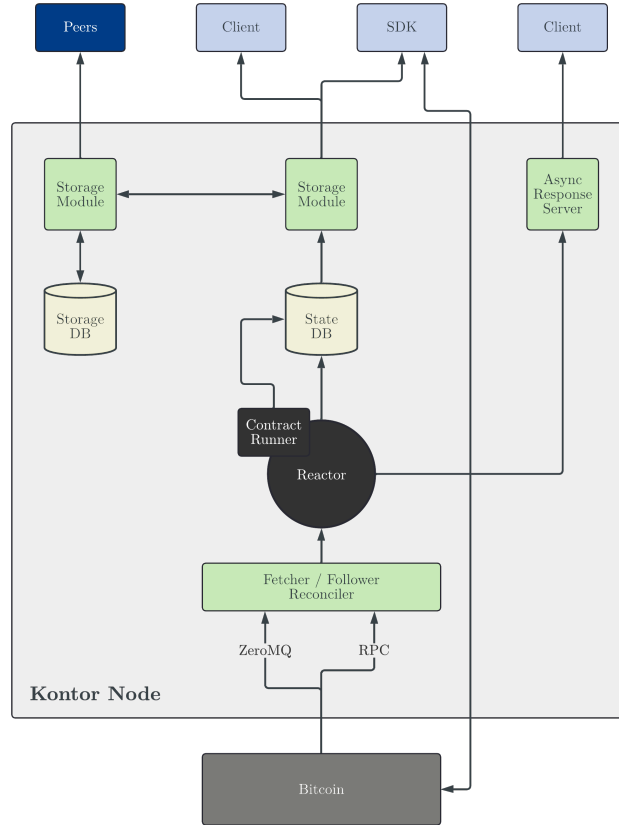 Peers
Client
SDK
Client
Storage
Module
Storage
Module
Async
Response
Server
Storage
DB
State
DB
Contract
Runner
Reactor
Fetcher / Follower
Reconciler
ZeroMQ
RPC
Kontor Node
Bitcoin